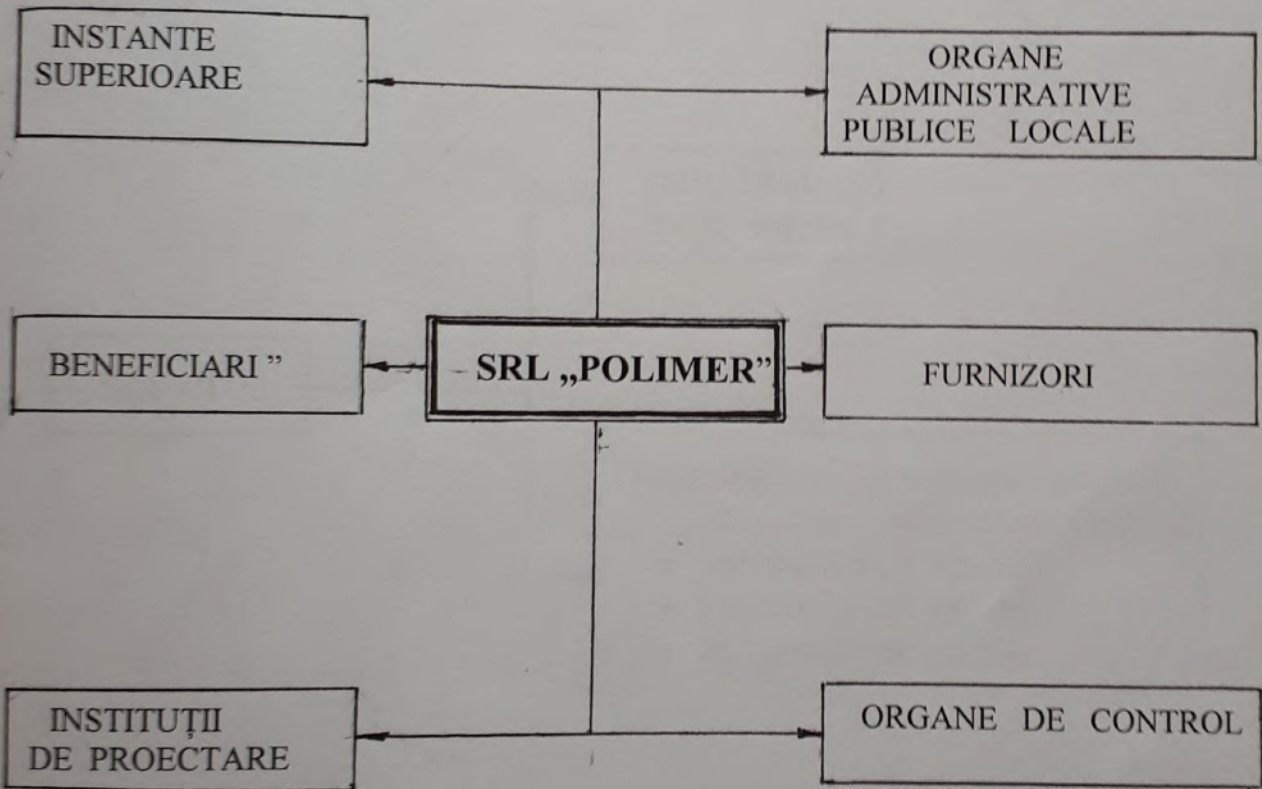 INSTANTE
SUPERIOARE
ORGANE
ADMINISTRATIVE
PUBLICE LOCALE
BENEFICIARI ”
- SRL „POLIMER”
FURNIZORI
INSTITUȚII
DE PROECTARE
ORGANE DE CONTROL